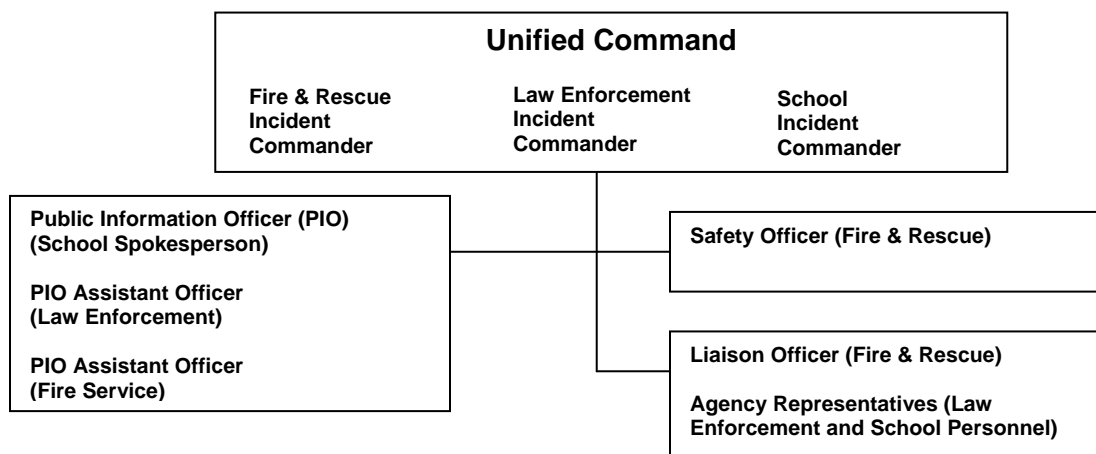 Unified Command
Fire & Rescue
Incident
Commander
Law Enforcement
Incident
Commander
School
Incident
Commander
Public Information Officer (PIO)
(School Spokesperson)
PIO Assistant Officer
(Law Enforcement)
PIO Assistant Officer
(Fire Service)
Safety Officer (Fire & Rescue)
Liaison Officer (Fire & Rescue)
Agency Representatives (Law
Enforcement and School Personnel)